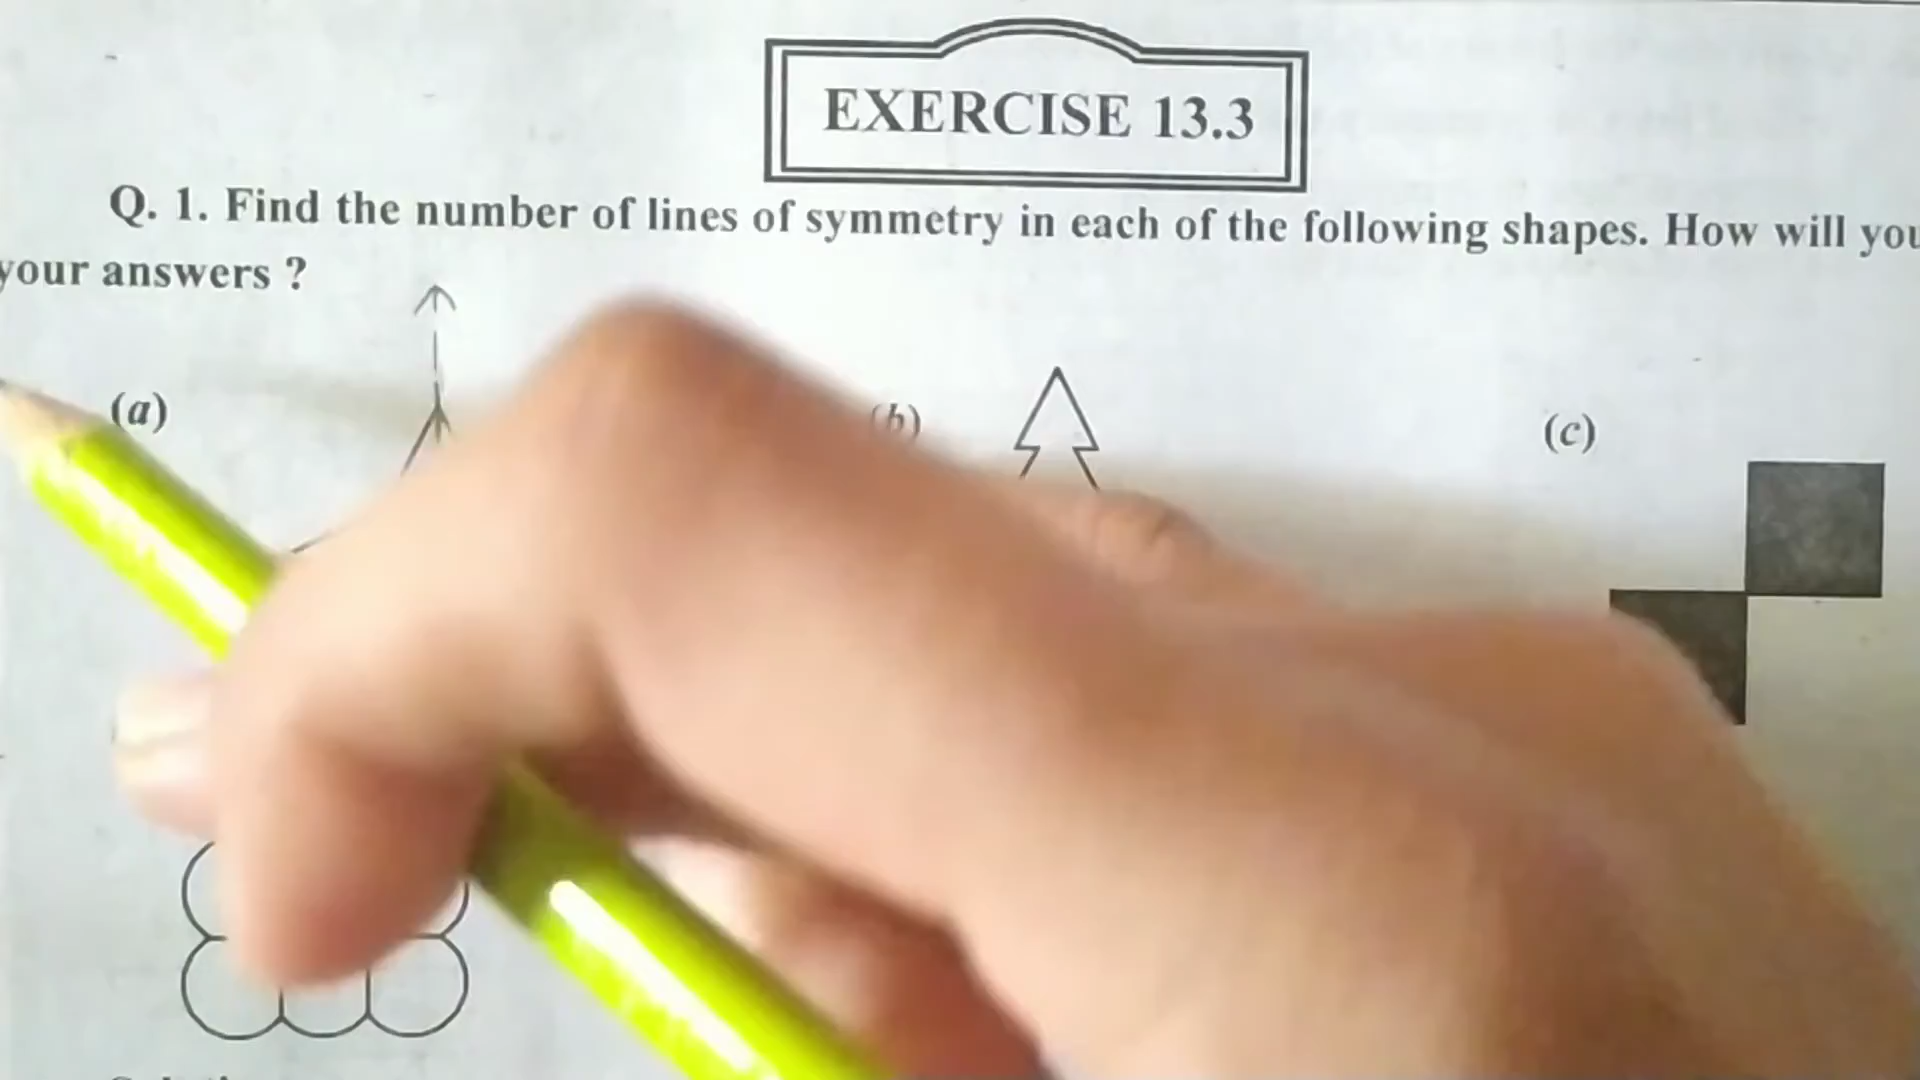 EXERCISE 13.3
Q. 1. Find the number of lines of symmetry in each of the following shapes. How will you
your answers ?
(a) (b) (c)